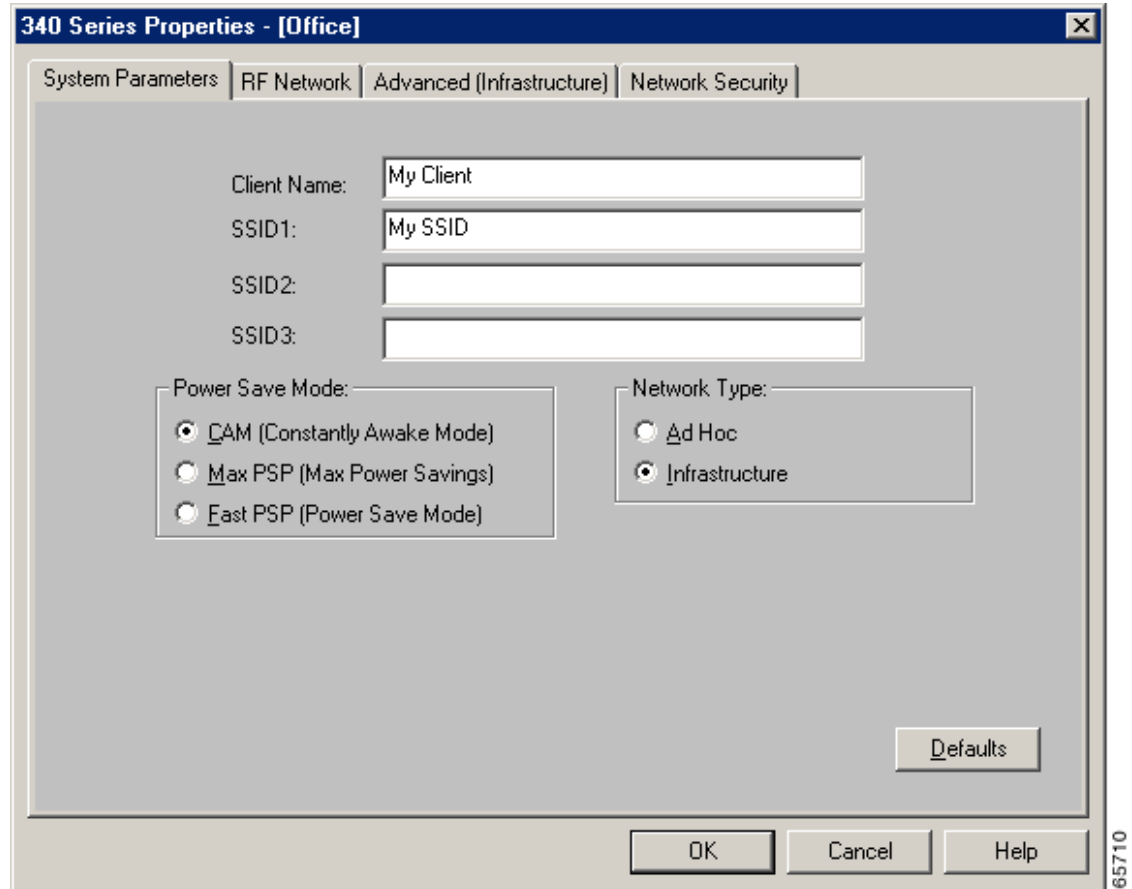 340 Series Properties - [Office]
System Parameters
RF Network
Advanced (Infrastructure)
Network Security
Client Name:
My Client
SSID1:
My SSID
SSID2:
SSID3:
Power Save Mode:
CAM (Constantly Awake Mode)
Max PSP (Max Power Savings)
Fast PSP (Power Save Mode)
Network Type:
Ad Hoc
Infrastructure
Defaults
OK
Cancel
Help
65710